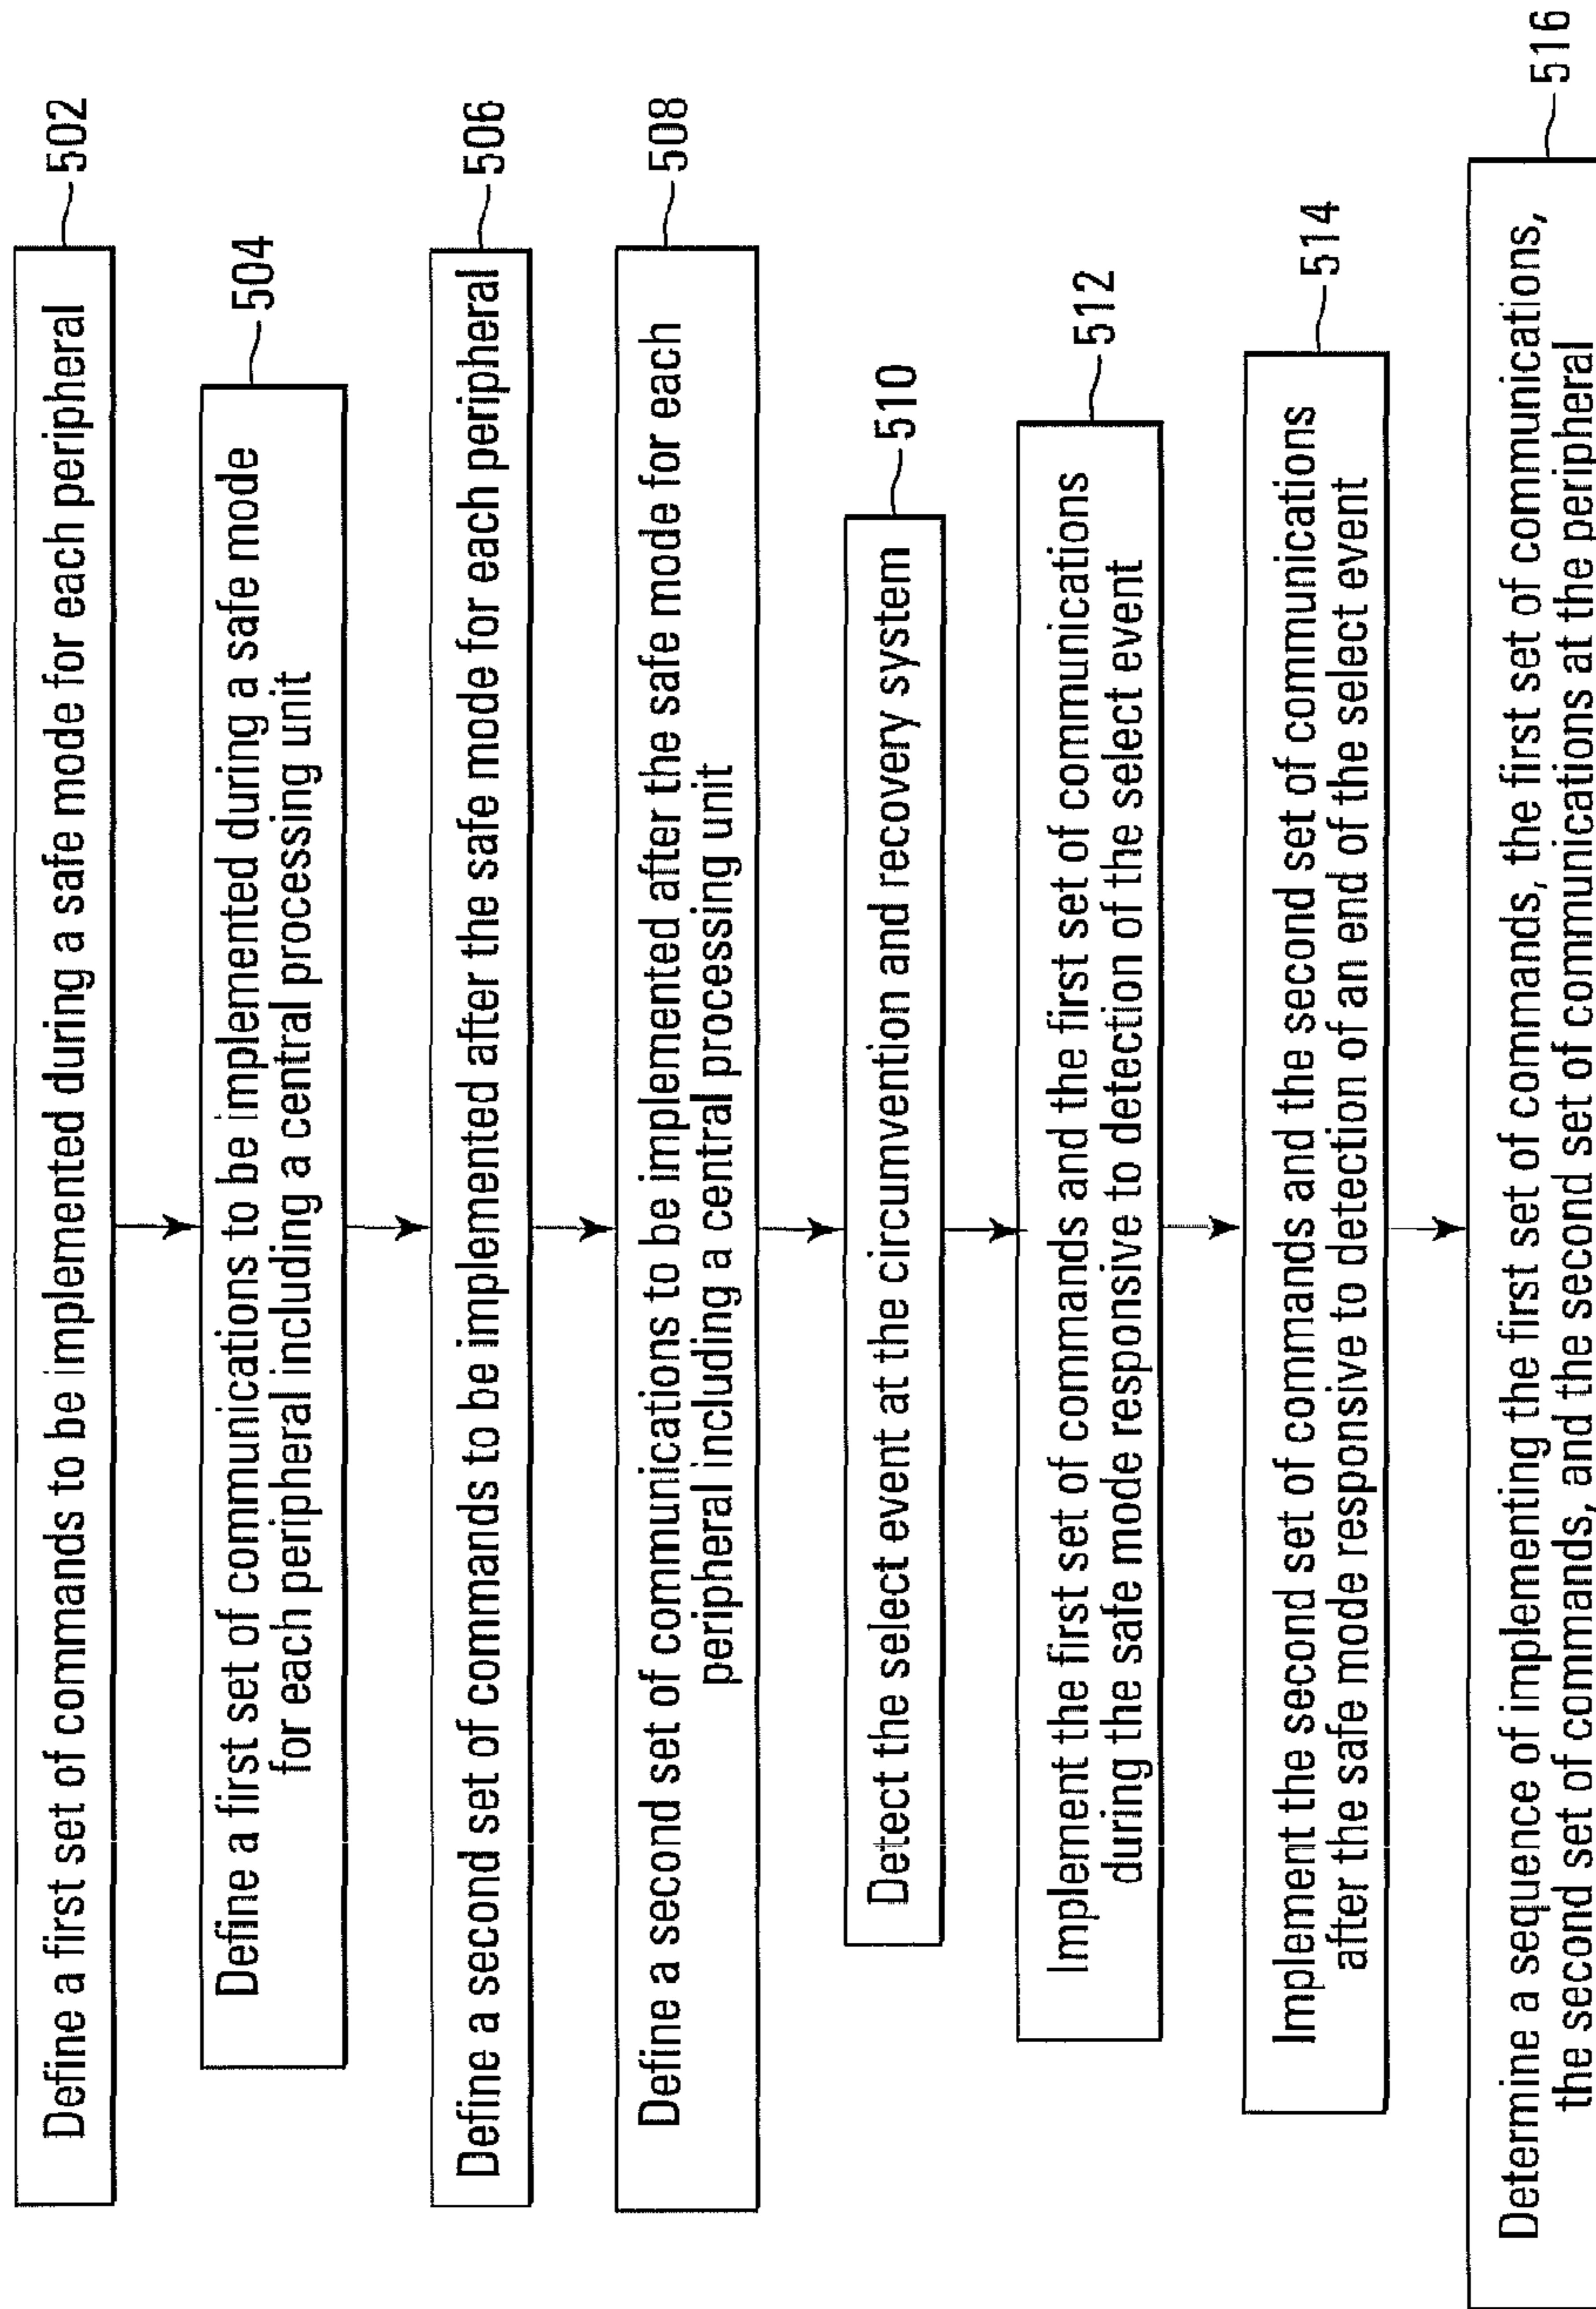 Define a first set of commands to be implemented during a safe mode for each peripheral
502
Define a first set of communications to be implemented during a safe mode
for each peripheral including a central processing unit
504
Define a second set of commands to be implemented after the safe mode for each peripheral
506
Define a second set of communications to be implemented after the safe mode for each
peripheral including a central processing unit
508
Detect the select event at the circumvention and recovery system
510
Implement the first set of commands and the first set of communications
during the safe mode responsive to detection of the select event
512
Implement the second set of commands and the second set of communications
after the safe mode responsive to detection of an end of the select event
514
Determine a sequence of implementing the first set of commands, the first set of communications,
the second set of commands, and the second set of communications at the peripheral
516